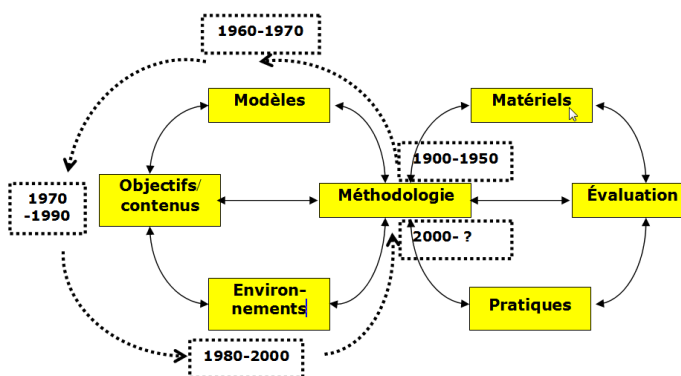 1960-1970
Modèles
Matériels
1900-1950
1970
-1990
Objectifs/
contenus
Méthodologie
Évaluation
2000- ?
Environ-
nements
Pratiques
1980-2000